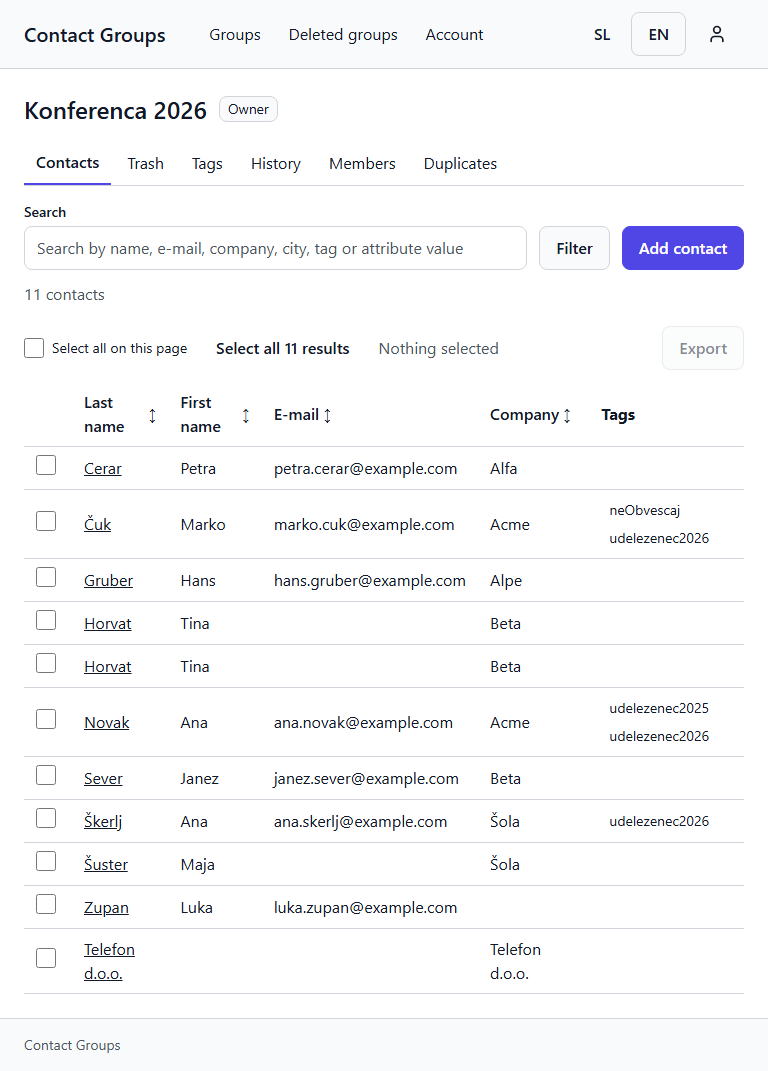 Contact Groups Groups Deleted groups Account SL EN
Konferenca 2026 Owner
Contacts Trash Tags History Members Duplicates
Search
Search by name, e-mail, company, city, tag or attribute value Filter Add contact
11 contacts
Select all on this page Select all 11 results Nothing selected Export
Last name ↕ First name ↕ E-mail ↕ Company ↕ Tags
Cerar Petra petra.cerar@example.com Alfa
Čuk Marko marko.cuk@example.com Acme neObvescaj
udelezenec2026
Gruber Hans hans.gruber@example.com Alpe
Horvat Tina Beta
Horvat Tina Beta
Novak Ana ana.novak@example.com Acme udelezenec2025
udelezenec2026
Sever Janez janez.sever@example.com Beta
Škerlj Ana ana.skerlj@example.com Šola udelezenec2026
Šuster Maja Šola
Zupan Luka luka.zupan@example.com
Telefon d.o.o. Telefon d.o.o.
Contact Groups